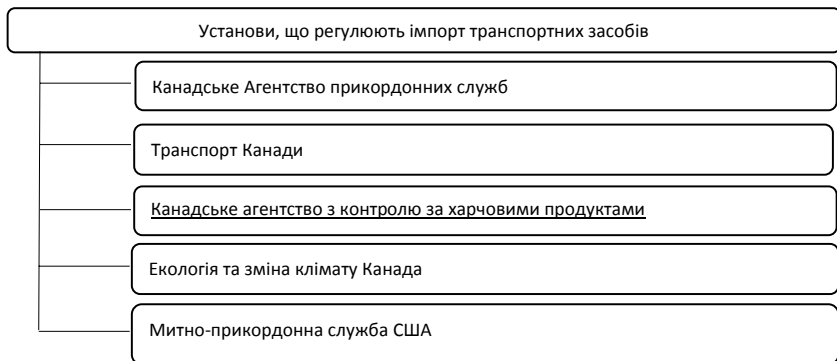 Установи, що регулюють імпорт транспортних засобів
Канадське Агентство прикордонних служб
Транспорт Канади
Канадське агентство з контролю за харчовими продуктами
Екологія та зміна клімату Канада
Митно-прикордонна служба США